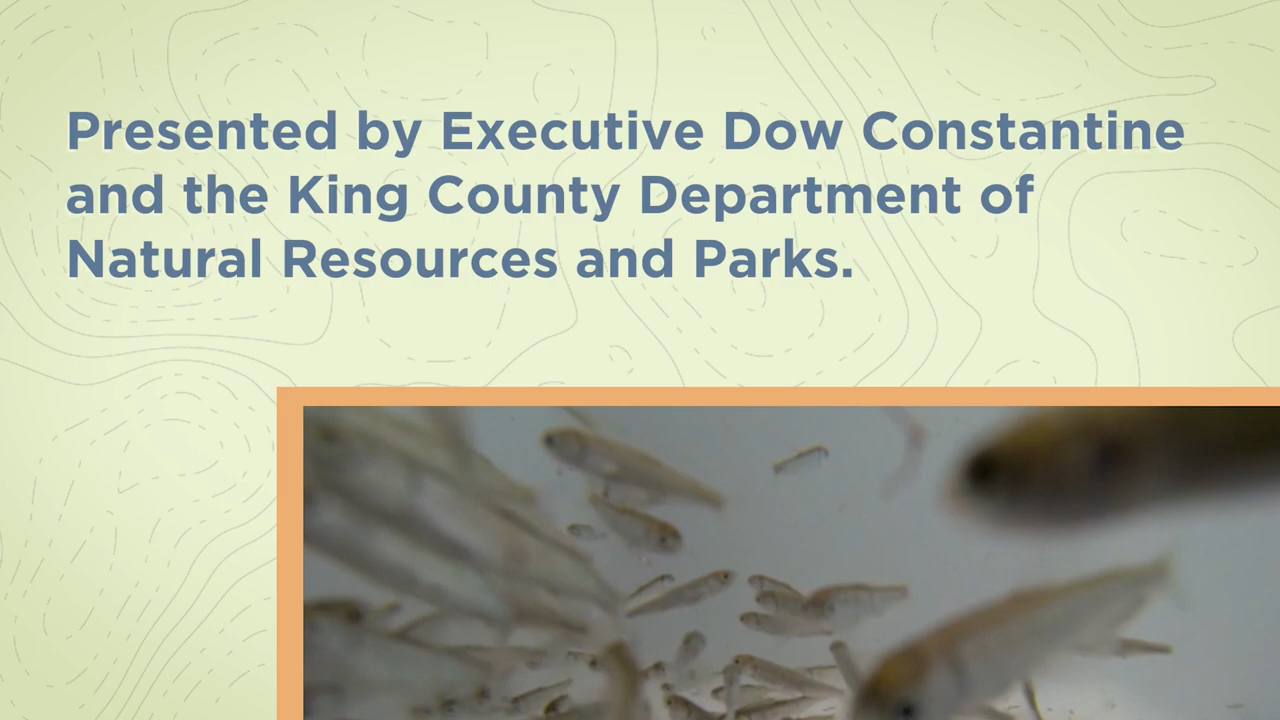 Presented by Executive Dow Constantine
and the King County Department of
Natural Resources and Parks.